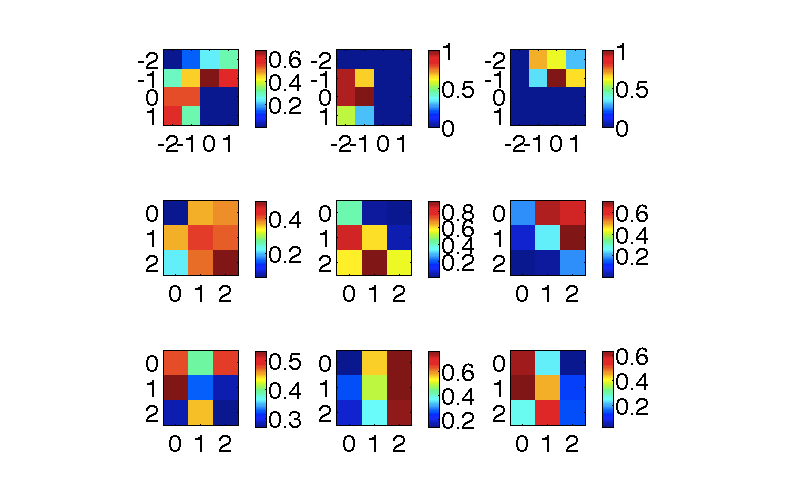 -2 0.6 -2 1 -2 1
-1 0.4 -1 0.5 -1 0.5
0 0.2 0 0
1 1 0 1 0
-2 -1 0 1 -2 -1 0 1 -2 -1 0 1
0 0.4 0 0.8 0 0.6
1 1 0.6 1 0.4
2 0.2 2 0.4 2 0.2
0.2
0 1 2 0 1 2 0 1 2
0 0.5 0 0.6 0 0.6
1 0.4 1 0.4 1 0.4
2 0.3 2 0.2 2 0.2
0 1 2 0 1 2 0 1 2